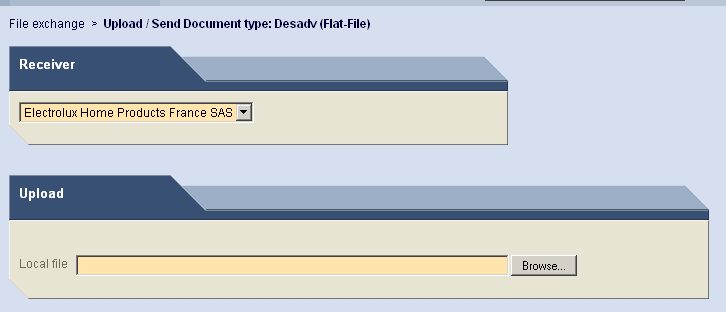 File exchange > Upload / Send Document type: Desadv (Flat-File)
Receiver
Electrolux Home Products France SAS
Upload
Local file Browse...